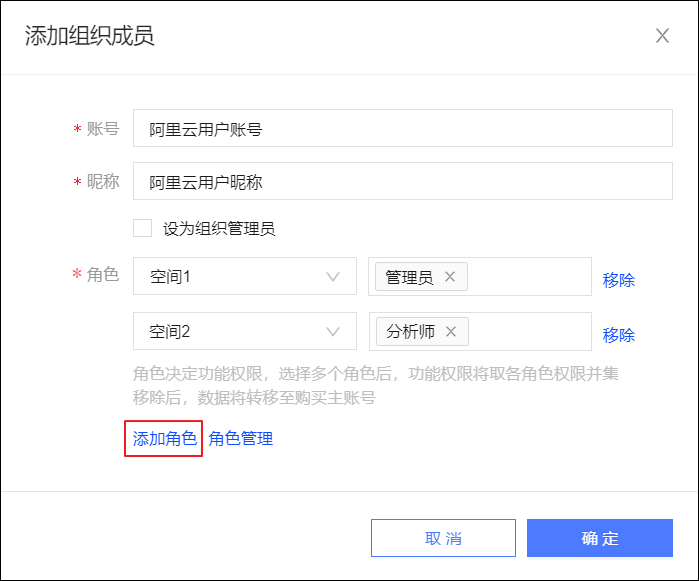 添加组织成员
* 账号 阿里云用户账号
* 昵称 阿里云用户昵称
设为组织管理员
* 角色 空间1 管理员 移除
空间2 分析师 移除
角色决定功能权限，选择多个角色后，功能权限将取各角色权限并集
移除后，数据将转移至购买主账号
添加角色 角色管理
取 消 确 定